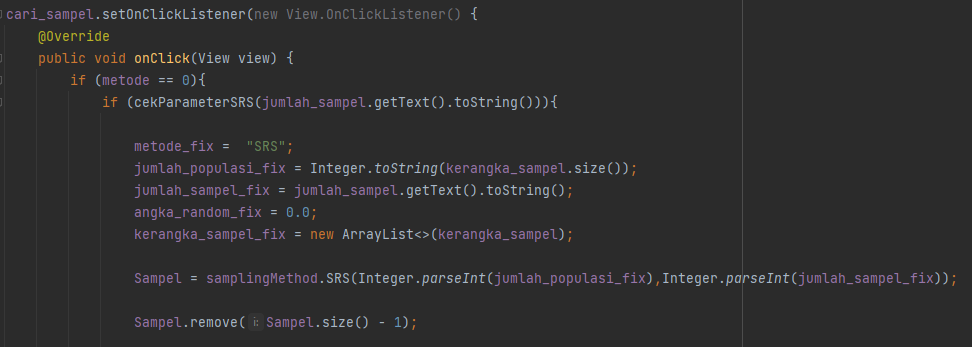 cari_sampel.setOnClickListener(new View.OnClickListener() {
@Override
public void onClick(View view) {
if (metode == 0){
if (cekParameterSRS(jumlah_sampel.getText().toString())){
metode_fix =  "SRS";
jumlah_populasi_fix = Integer.toString(kerangka_sampel.size());
jumlah_sampel_fix = jumlah_sampel.getText().toString();
angka_random_fix = 0.0;
kerangka_sampel_fix = new ArrayList<>(kerangka_sampel);
Sampel = samplingMethod.SRS(Integer.parseInt(jumlah_populasi_fix),Integer.parseInt(jumlah_sampel_fix));
Sampel.remove( i: Sampel.size() - 1);